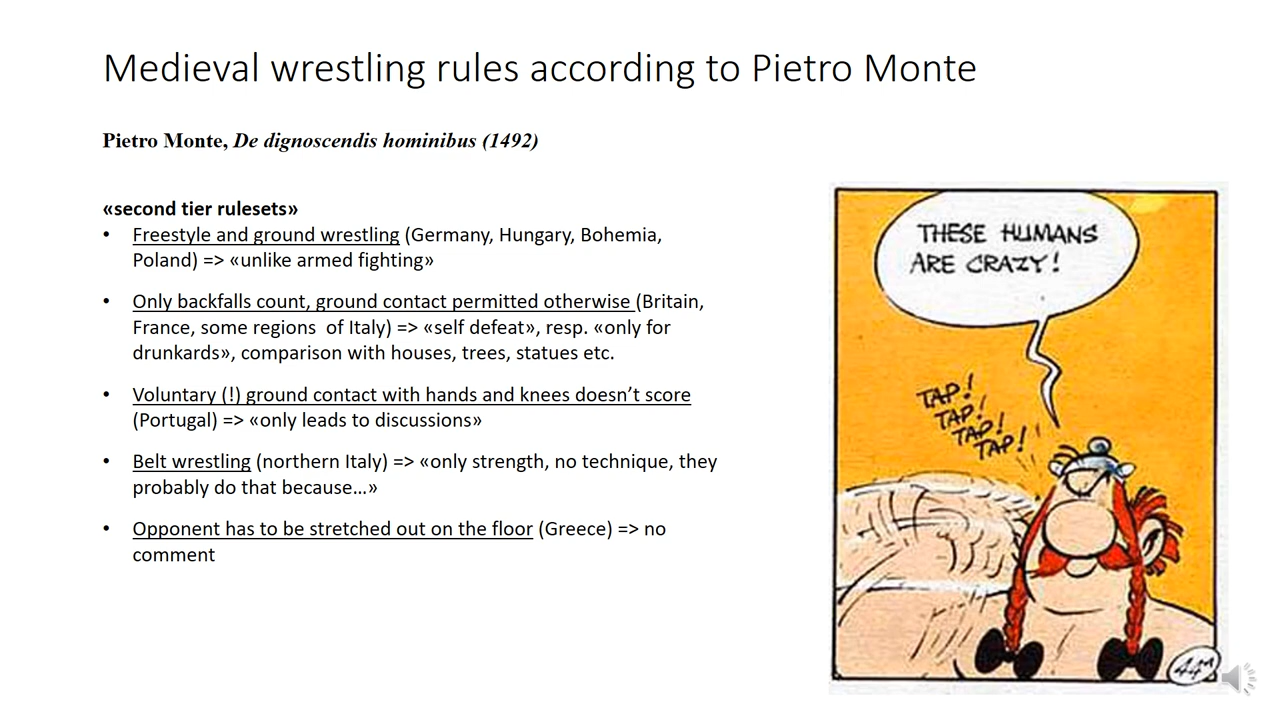 Medieval wrestling rules according to Pietro Monte
Pietro Monte, De dignoscendis hominibus (1492)
«second tier rulesets»
• Freestyle and ground wrestling (Germany, Hungary, Bohemia,
Poland) => «unlike armed fighting»
• Only backfalls count, ground contact permitted otherwise (Britain,
France, some regions  of Italy) => «self defeat», resp. «only for
drunkards», comparison with houses, trees, statues etc.
• Voluntary (!) ground contact with hands and knees doesn’t score
(Portugal) => «only leads to discussions»
• Belt wrestling (northern Italy) => «only strength, no technique, they
probably do that because…»
• Opponent has to be stretched out on the floor (Greece) => no
comment
THESE HUMANS
ARE CRAZY!
TAP!
TAP!
TAP!
TAP!
44A